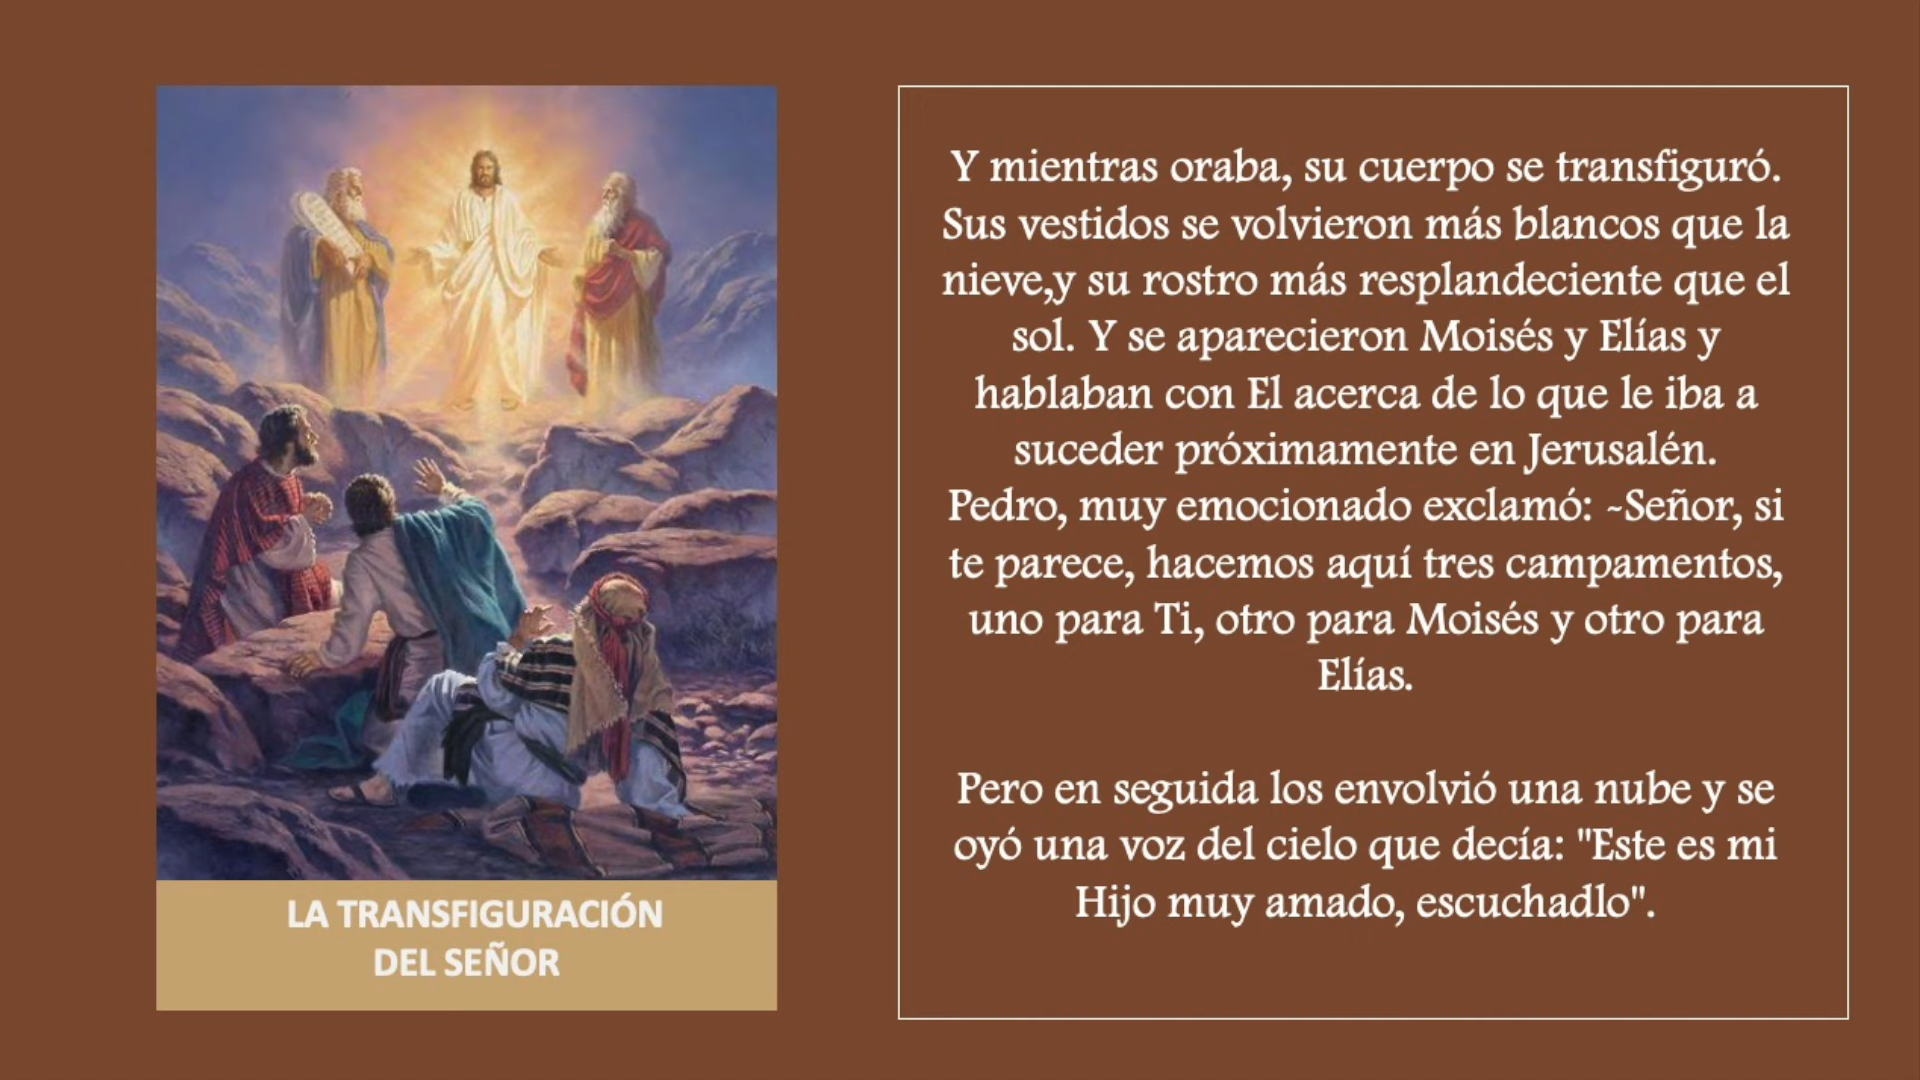 LA TRANSFIGURACIÓN
DEL SEÑOR
Y mientras oraba, su cuerpo se transfiguró.
Sus vestidos se volvieron más blancos que la
nieve,y su rostro más resplandeciente que el
sol. Y se aparecieron Moisés y Elías y
hablaban con El acerca de lo que le iba a
suceder próximamente en Jerusalén.
Pedro, muy emocionado exclamó: -Señor, si
te parece, hacemos aquí tres campamentos,
uno para Ti, otro para Moisés y otro para
Elías.
Pero en seguida los envolvió una nube y se
oyó una voz del cielo que decía: "Este es mi
Hijo muy amado, escuchadlo".